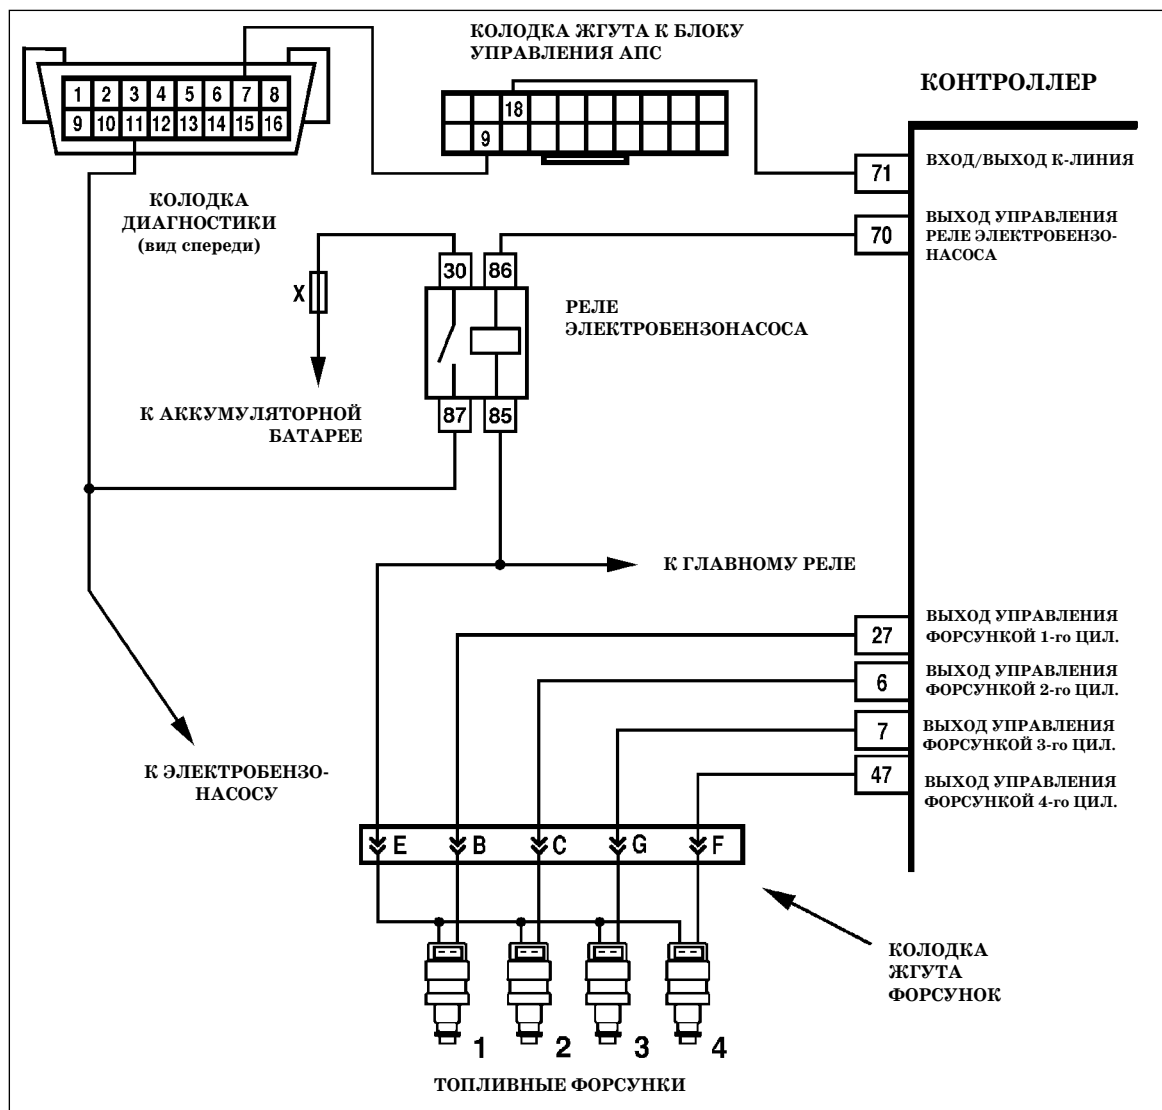 КОЛОДКА ЖГУТА К БЛОКУ
УПРАВЛЕНИЯ АПС
КОНТРОЛЛЕР
1 2 3 4 5 6 7 8
9 10 11 12 13 14 15 16
18
9
71
ВХОД/ВЫХОД К-ЛИНИЯ
КОЛОДКА
ДИАГНОСТИКИ
(вид спереди)
70
ВЫХОД УПРАВЛЕНИЯ
РЕЛЕ ЭЛЕКТРОБЕНЗО-
НАСОСА
30 86
X
РЕЛЕ
ЭЛЕКТРОБЕНЗОНАСОСА
87 85
К АККУМУЛЯТОРНОЙ
БАТАРЕЕ
К ГЛАВНОМУ РЕЛЕ
27
ВЫХОД УПРАВЛЕНИЯ
ФОРСУНКОЙ 1-го ЦИЛ.
6
ВЫХОД УПРАВЛЕНИЯ
ФОРСУНКОЙ 2-го ЦИЛ.
7
ВЫХОД УПРАВЛЕНИЯ
ФОРСУНКОЙ 3-го ЦИЛ.
47
ВЫХОД УПРАВЛЕНИЯ
ФОРСУНКОЙ 4-го ЦИЛ.
К ЭЛЕКТРОБЕНЗО-
НАСОСУ
E B C G F
КОЛОДКА
ЖГУТА
ФОРСУНОК
1 2 3 4
ТОПЛИВНЫЕ ФОРСУНКИ